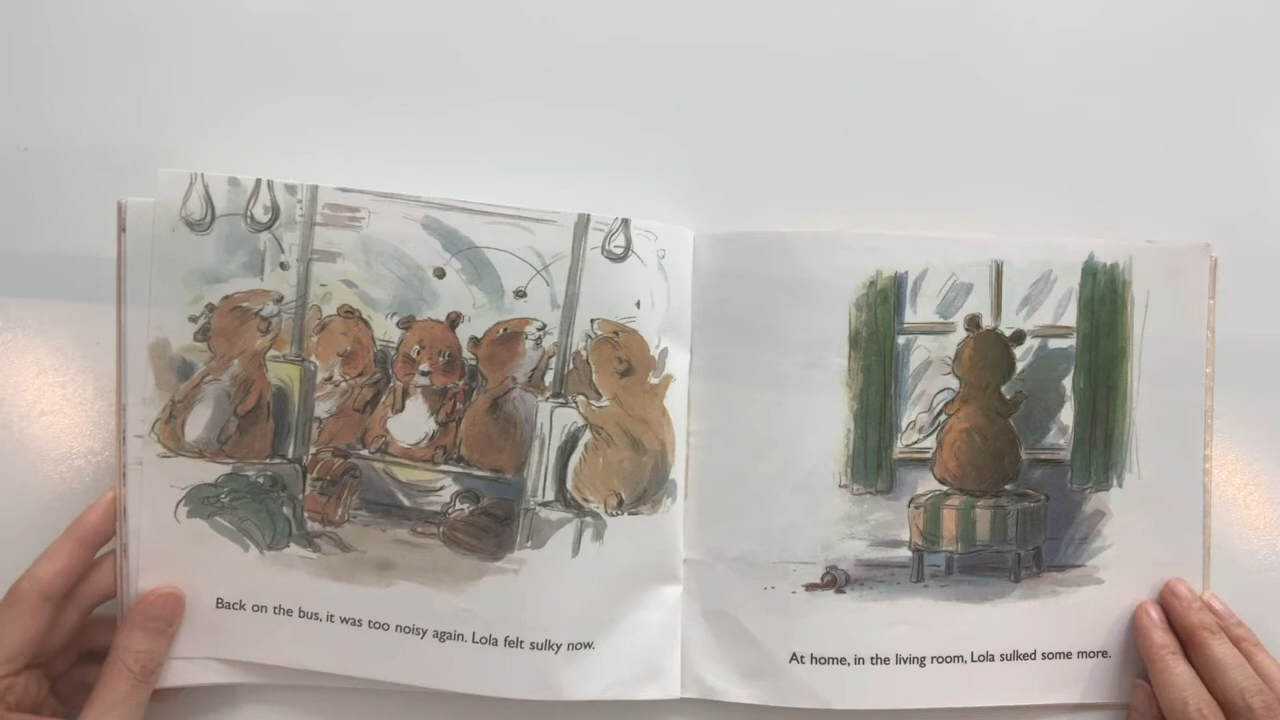 Back on the bus, it was too noisy again. Lola felt sulky now.
At home, in the living room, Lola sulked some more.